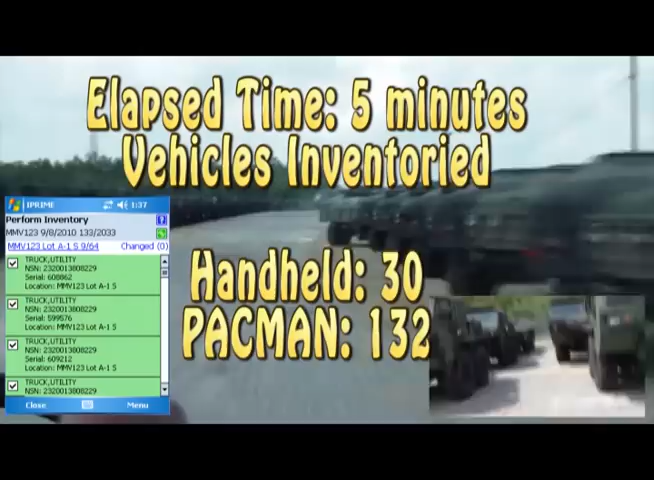 Elapsed Time: 5 minutes
Vehicles Inventoried
Handheld: 30
PACMAN: 132
IPRIME 1:37
Perform Inventory
MMV123 9/8/2010 133/2033
MMV123 Lot A-1 S 9/64 Changed (0)
TRUCK,UTILITY
NSN: 2320013808229
Serial: 608862
Location: MMV123 Lot A-1 S
TRUCK,UTILITY
NSN: 2320013808229
Serial: 599576
Location: MMV123 Lot A-1 S
TRUCK,UTILITY
NSN: 2320013808229
Serial: 609212
Location: MMV123 Lot A-1 S
TRUCK,UTILITY
NSN: 2320013808229
Close Menu